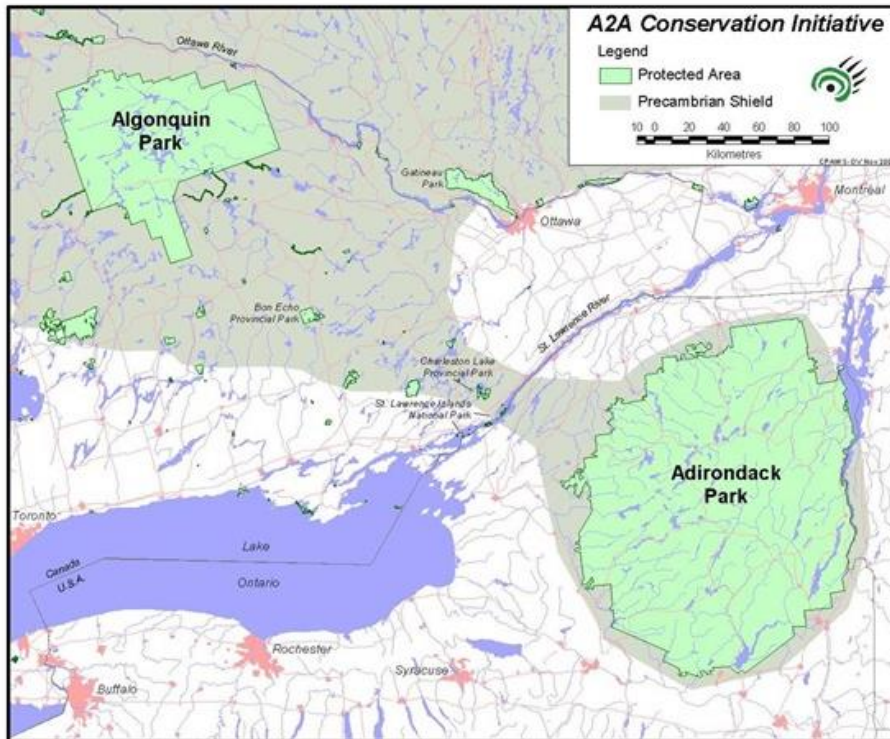 A2A Conservation Initiative
Legend
Protected Area
Precambrian Shield
10 0 20 40 60 80 100
Kilometres
Ottawa River
Algonquin
Park
Gatineau
Park
Ottawa
Montréal
Bon Echo
Provincial Park
St. Lawrence River
Charleston Lake
Provincial Park
St. Lawrence Islands
National Park
Adirondack
Park
Toronto
Lake
Ontario
Canada
U.S.A.
Rochester
Syracuse
Buffalo